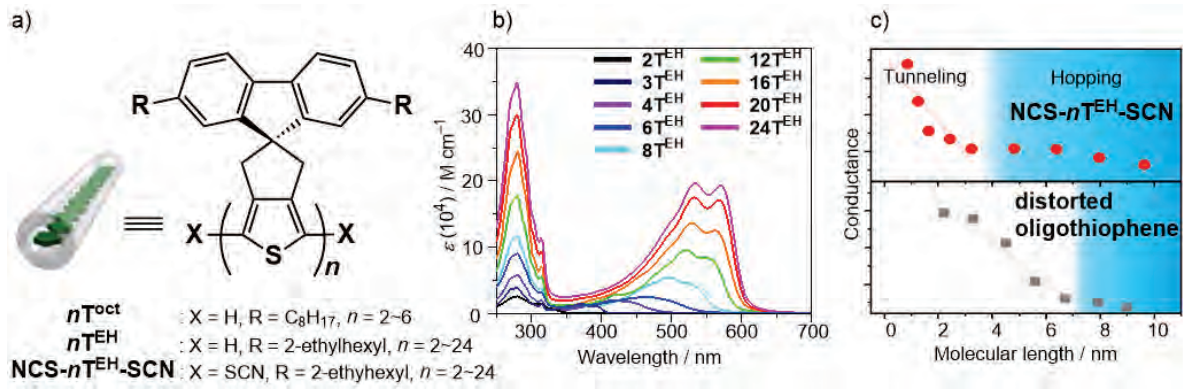 a)
R
R
X
S
n
X
nT^oct : X = H, R = C₈H₁₇, n = 2~6
nT^EH : X = H, R = 2-ethylhexyl, n = 2~24
NCS-nT^EH-SCN : X = SCN, R = 2-ethyhexyl, n = 2~24
b)
40
30
20
10
0
ε (10⁴) / M cm⁻¹
2T^EH
3T^EH
4T^EH
6T^EH
8T^EH
12T^EH
16T^EH
20T^EH
24T^EH
300 400 500 600 700
Wavelength / nm
c)
Tunneling
Hopping
NCS-nT^EH-SCN
distorted
oligothiophene
Conductance
0 2 4 6 8 10
Molecular length / nm